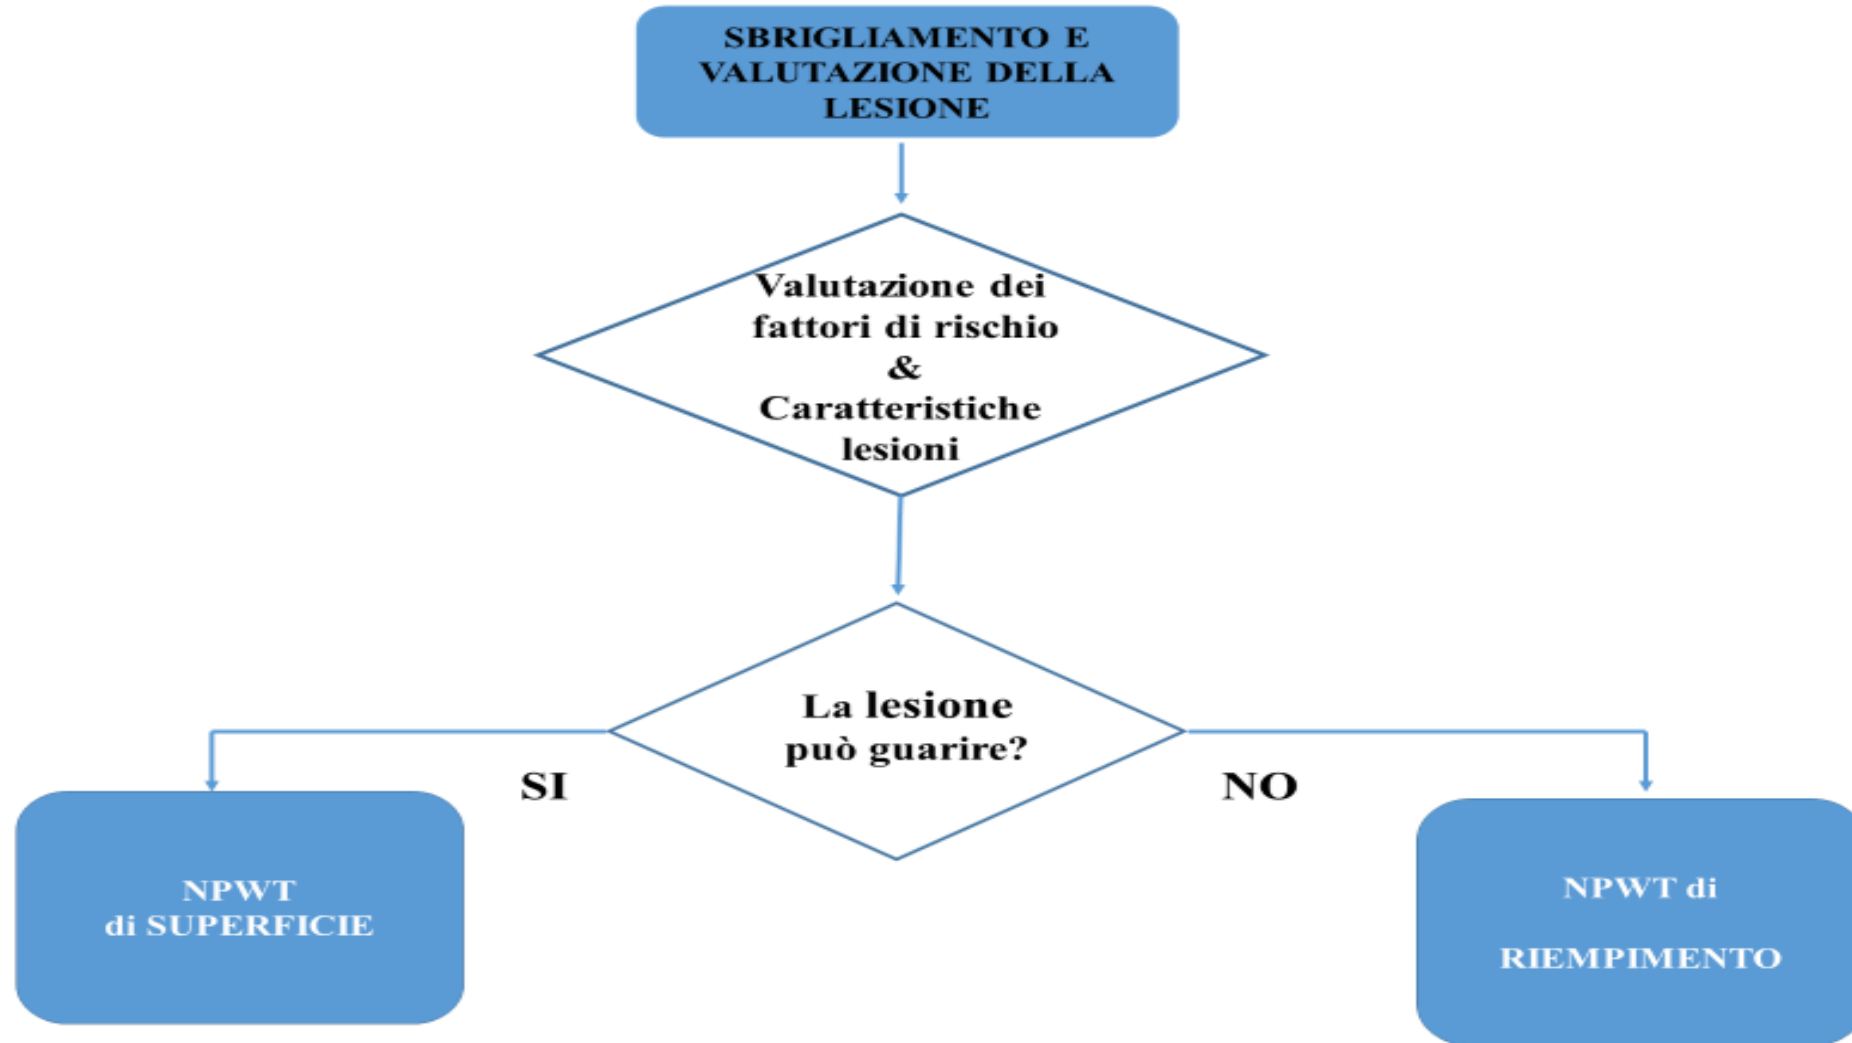 SBRIGLIAMENTO E
VALUTAZIONE DELLA
LESIONE
Valutazione dei
fattori di rischio
&
Caratteristiche
lesioni
La lesione
può guarire?
SI
NO
NPWT
di SUPERFICIE
NPWT di
RIEMPIMENTO